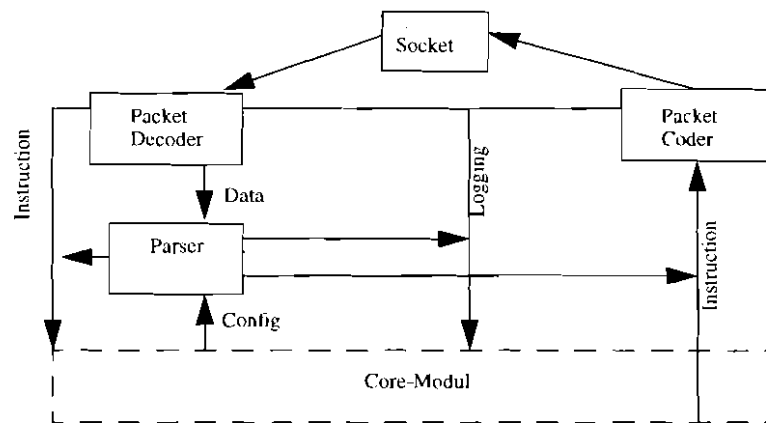 Socket
Packet
Decoder
Packet
Coder
Instruction
Data
Logging
Parser
Instruction
Config
Core-Modul